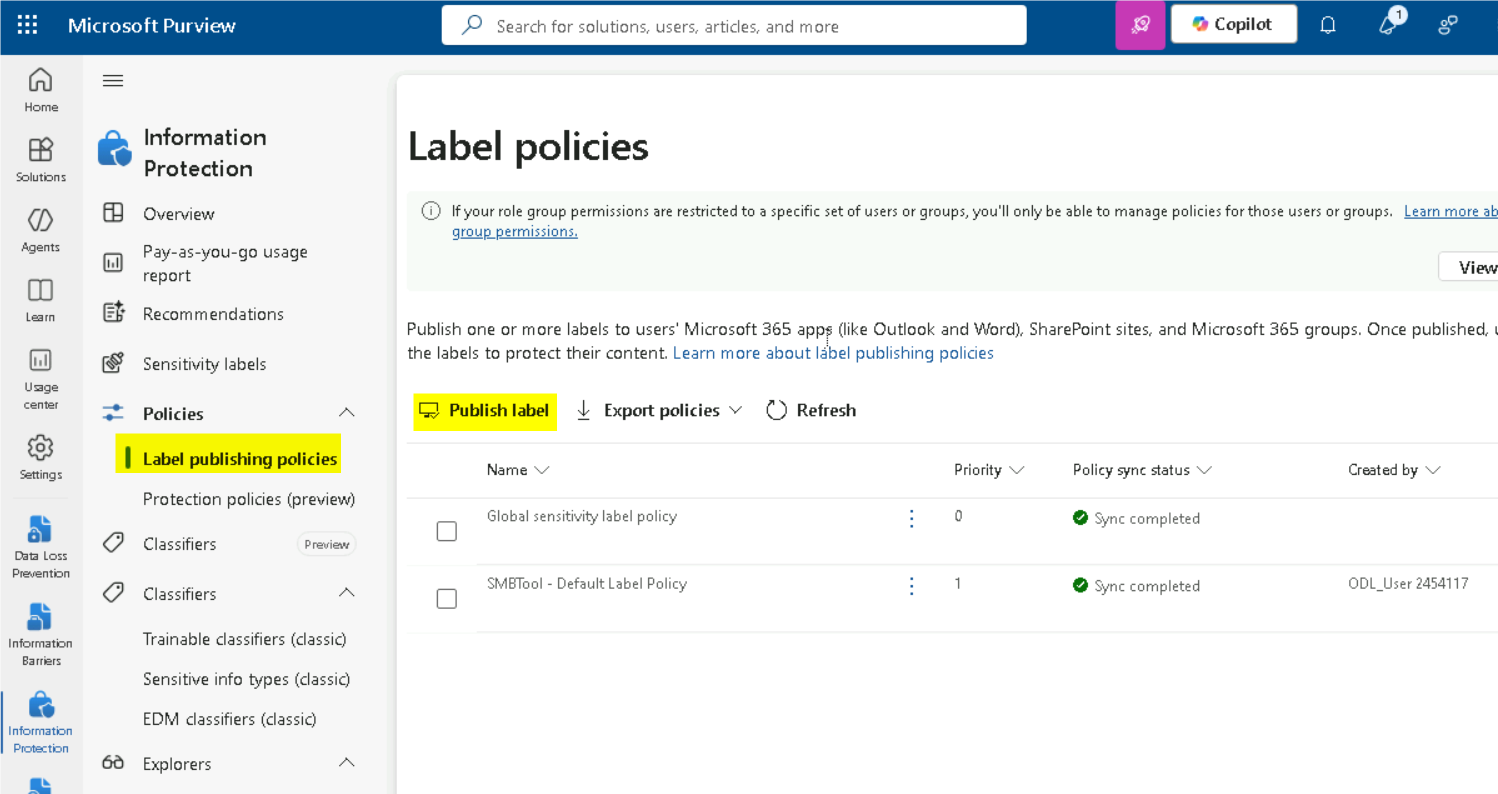 Microsoft Purview
Search for solutions, users, articles, and more
Copilot
1
Home
Solutions
Agents
Learn
Usage
center
Settings
Data Loss
Prevention
Information
Barriers
Information
Protection
Information
Protection
Overview
Pay-as-you-go usage
report
Recommendations
Sensitivity labels
Policies
Label publishing policies
Protection policies (preview)
Classifiers Preview
Classifiers
Trainable classifiers (classic)
Sensitive info types (classic)
EDM classifiers (classic)
Explorers
Label policies
If your role group permissions are restricted to a specific set of users or groups, you'll only be able to manage policies for those users or groups. Learn more ab
group permissions.
View
Publish one or more labels to users' Microsoft 365 apps (like Outlook and Word), SharePoint sites, and Microsoft 365 groups. Once published,
the labels to protect their content. Learn more about label publishing policies
Publish label Export policies Refresh
Name Priority Policy sync status Created by
Global sensitivity label policy 0 Sync completed
SMBTool - Default Label Policy 1 Sync completed ODL_User 2454117